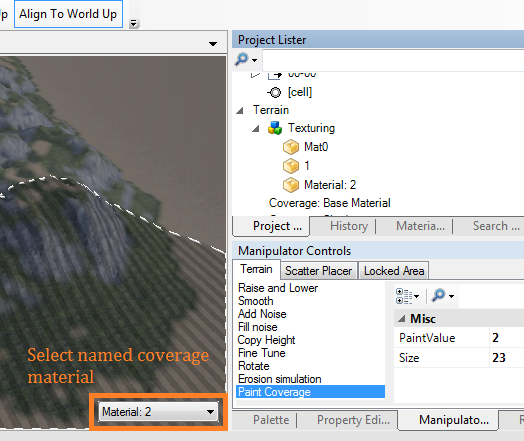 Up
Align To World Up
Project Lister
00-00
[cell]
Terrain
Texturing
Mat0
1
Material: 2
Coverage: Base Material
Project ...
History
Materia...
Search ...
Manipulator Controls
Terrain
Scatter Placer
Locked Area
Raise and Lower
Smooth
Add Noise
Fill noise
Copy Height
Fine Tune
Rotate
Erosion simulation
Paint Coverage
Misc
PaintValue 2
Size 23
Select named coverage
material
Material: 2
Palette
Property Edi...
Manipulato...